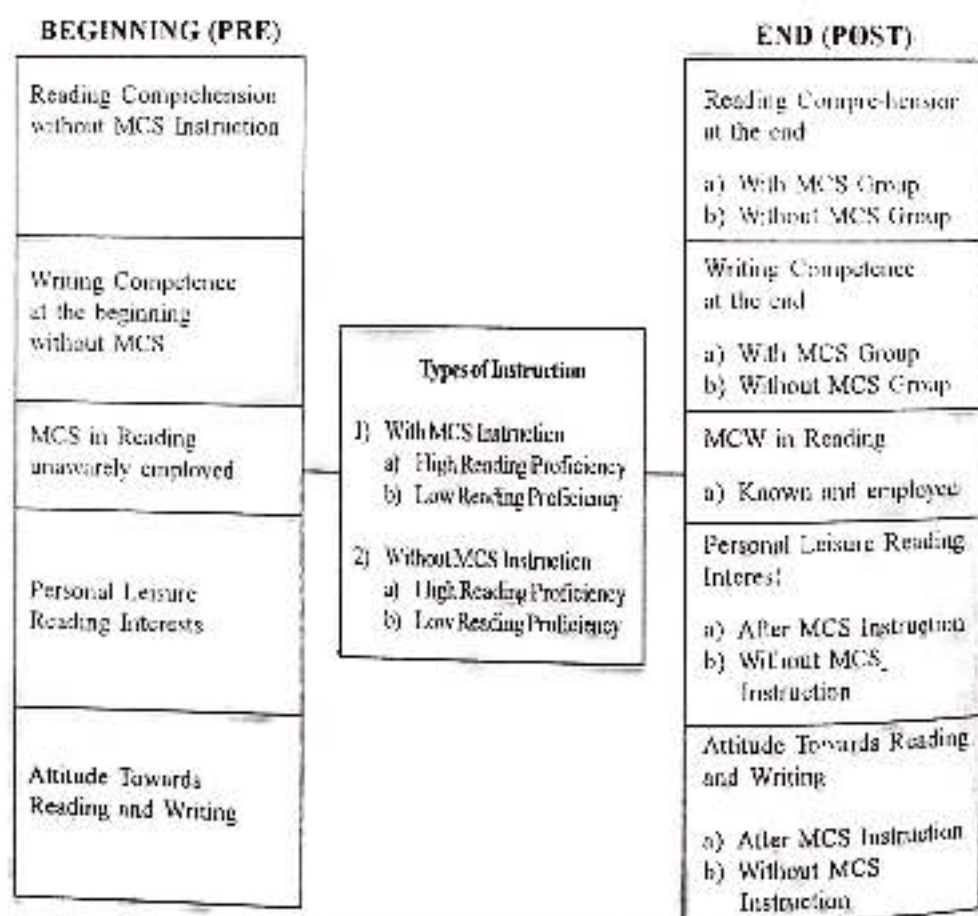 BEGINNING (PRE)
Reading Comprehension
without MCS Instruction
Writing Competence
at the beginning
without MCS
MCS in Reading
unawarely employed
Personal Leisure
Reading Interests
Attitude Towards
Reading and Writing
Types of Instruction
1) With MCS Instruction
a) High Reading Proficiency
b) Low Reading Proficiency
2) Without MCS Instruction
a) High Reading Proficiency
b) Low Reading Proficiency
END (POST)
Reading Compre-hension
at the end
a) With MCS Group
b) Without MCS Group
Writing Competence
at the end
a) With MCS Group
b) Without MCS Group
MCW in Reading
a) Known and employed
Personal Leisure Reading
Interest
a) After MCS Instruction
b) Without MCS
Instruction
Attitude Towards Reading
and Writing
a) After MCS Instruction
b) Without MCS
Instruction